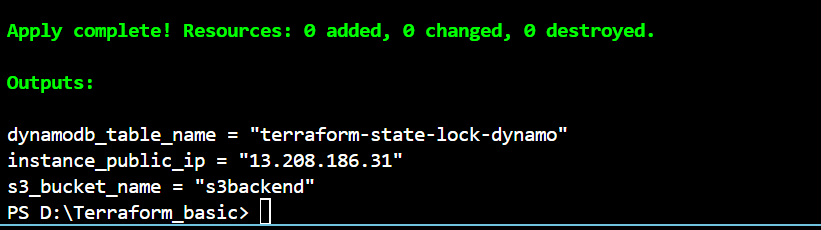 Apply complete! Resources: 0 added, 0 changed, 0 destroyed.
Outputs:
dynamodb_table_name = "terraform-state-lock-dynamo"
instance_public_ip = "13.208.186.31"
s3_bucket_name = "s3backend"
PS D:\Terraform_basic>